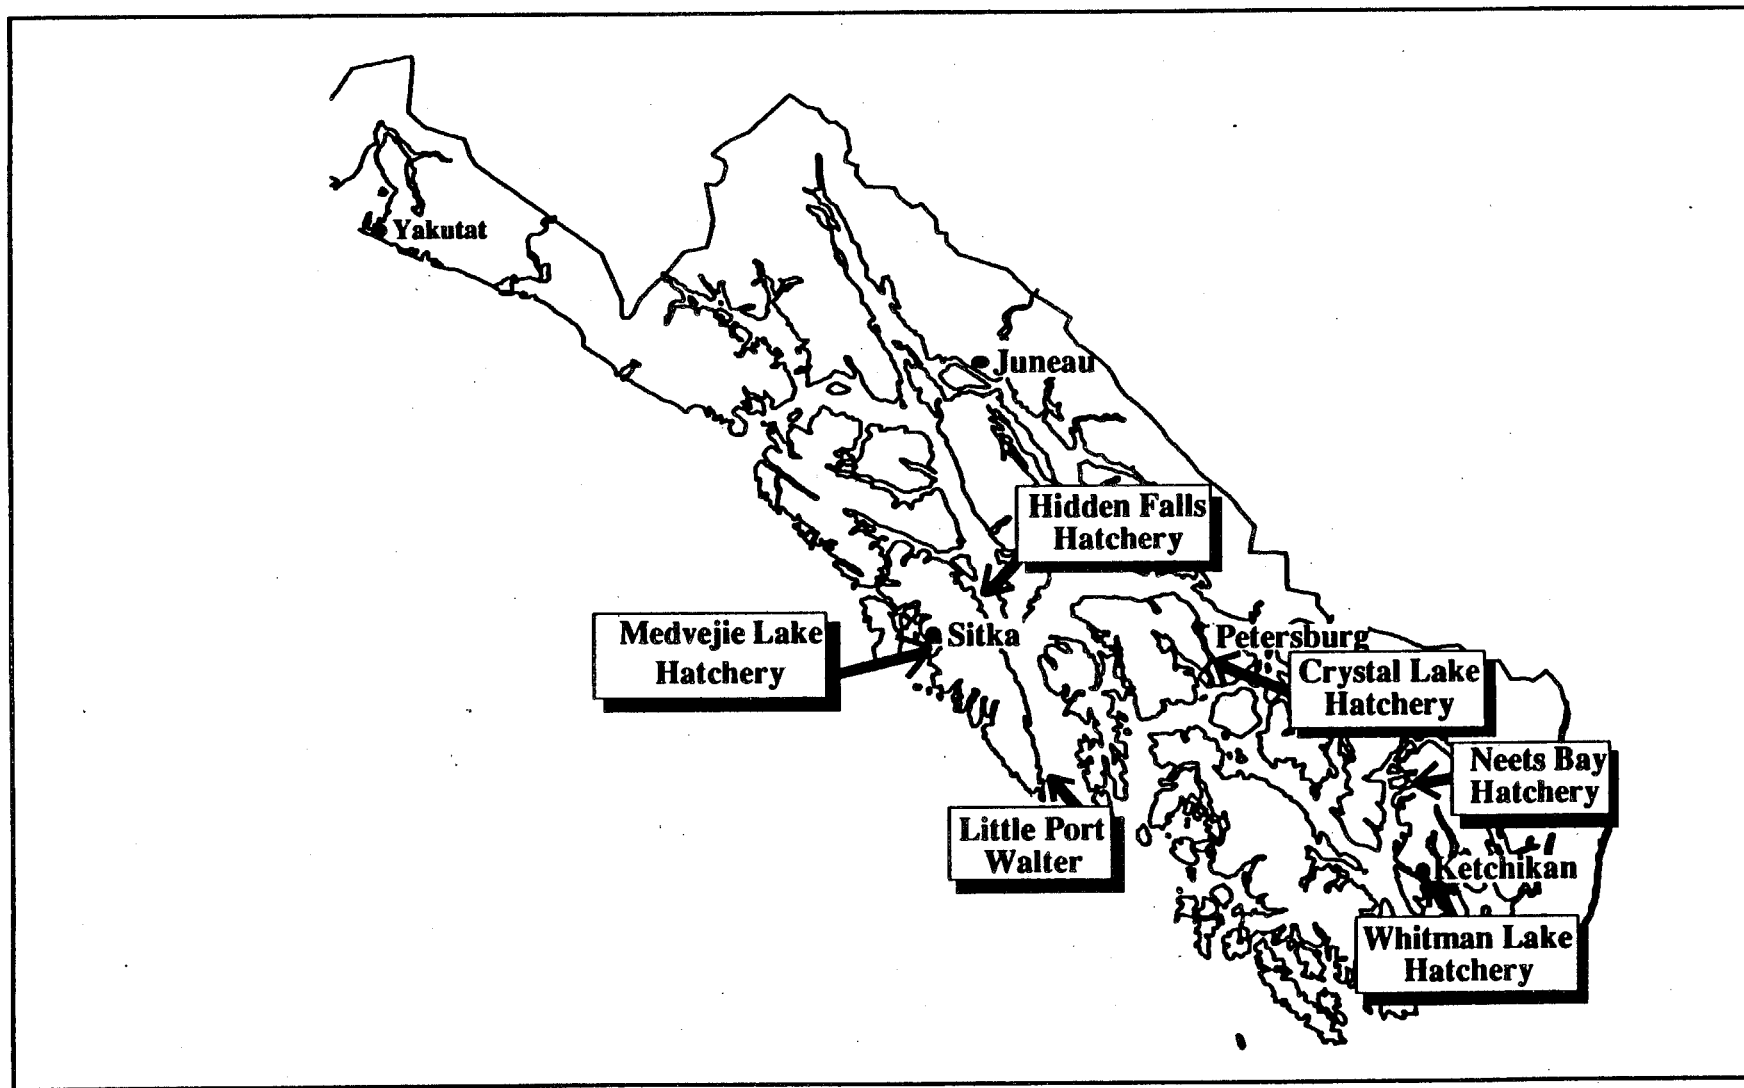 Yakutat
Juneau
Hidden Falls
Hatchery
Medvejie Lake
Hatchery
Sitka
Petersburg
Crystal Lake
Hatchery
Neets Bay
Hatchery
Little Port
Walter
Ketchikan
Whitman Lake
Hatchery